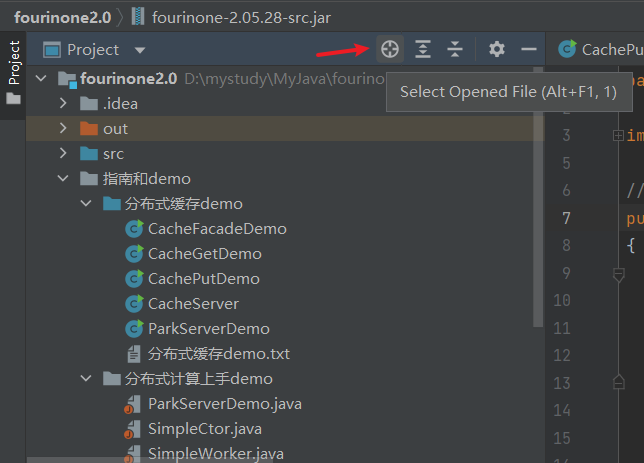 fourinone2.0 fourinone-2.05.28-src.jar
Project
Project
CachePu
fourinone2.0 D:\mystudy\MyJava\fourino
Select Opened File (Alt+F1, 1)
.idea
out
src
指南和demo
分布式缓存demo
CacheFacadeDemo
CacheGetDemo
CachePutDemo
CacheServer
ParkServerDemo
分布式缓存demo.txt
分布式计算上手demo
ParkServerDemo.java
SimpleCtor.java
SimpleWorker.java
3 im
5
6 //
7 pu
8 {
9
10
11
12
13
14
15
16